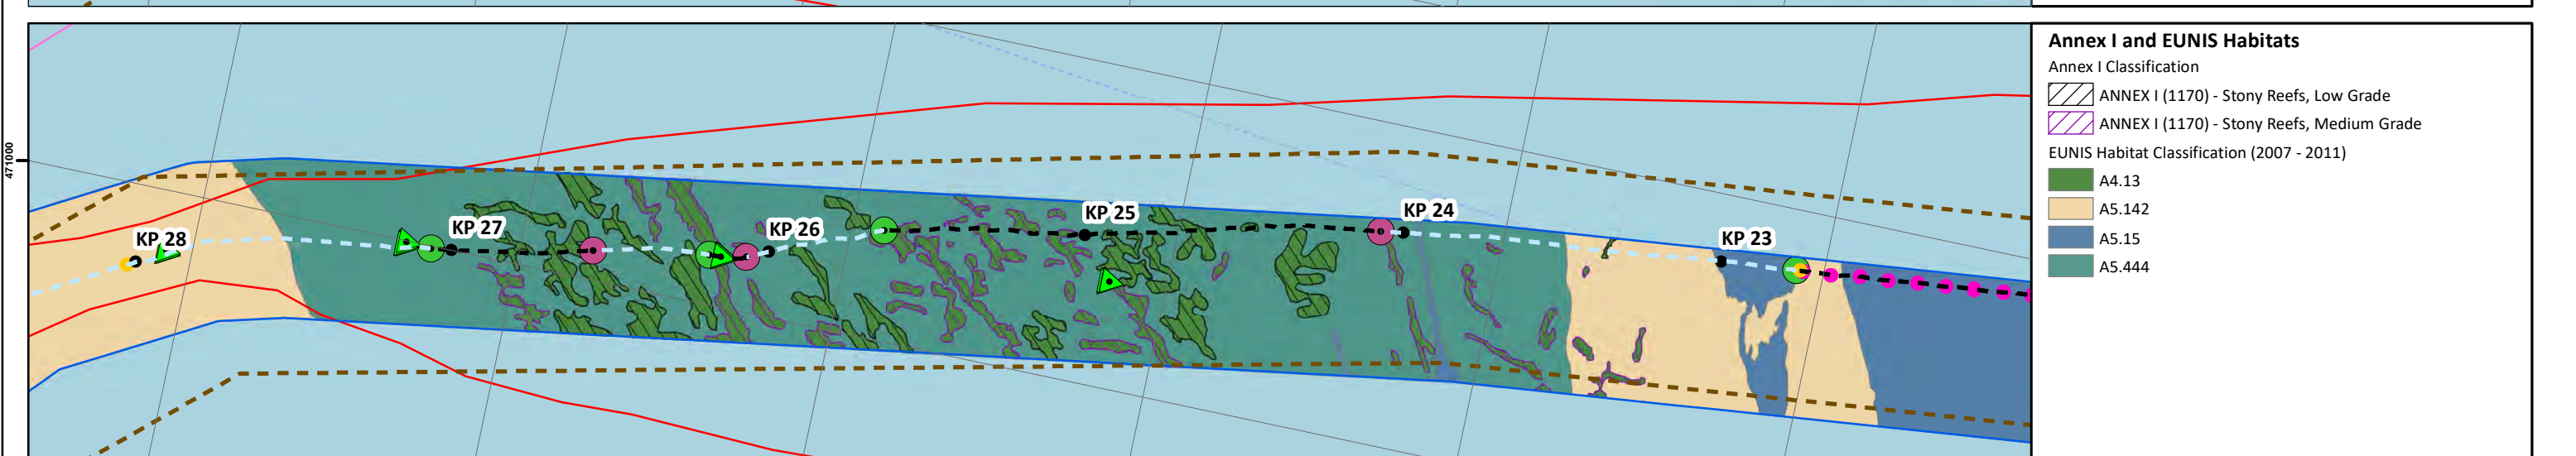 471000
KP 28
KP 27
KP 26
KP 25
KP 24
KP 23
Annex I and EUNIS Habitats
Annex I Classification
ANNEX I (1170) - Stony Reefs, Low Grade
ANNEX I (1170) - Stony Reefs, Medium Grade
EUNIS Habitat Classification (2007 - 2011)
A4.13
A5.142
A5.15
A5.444